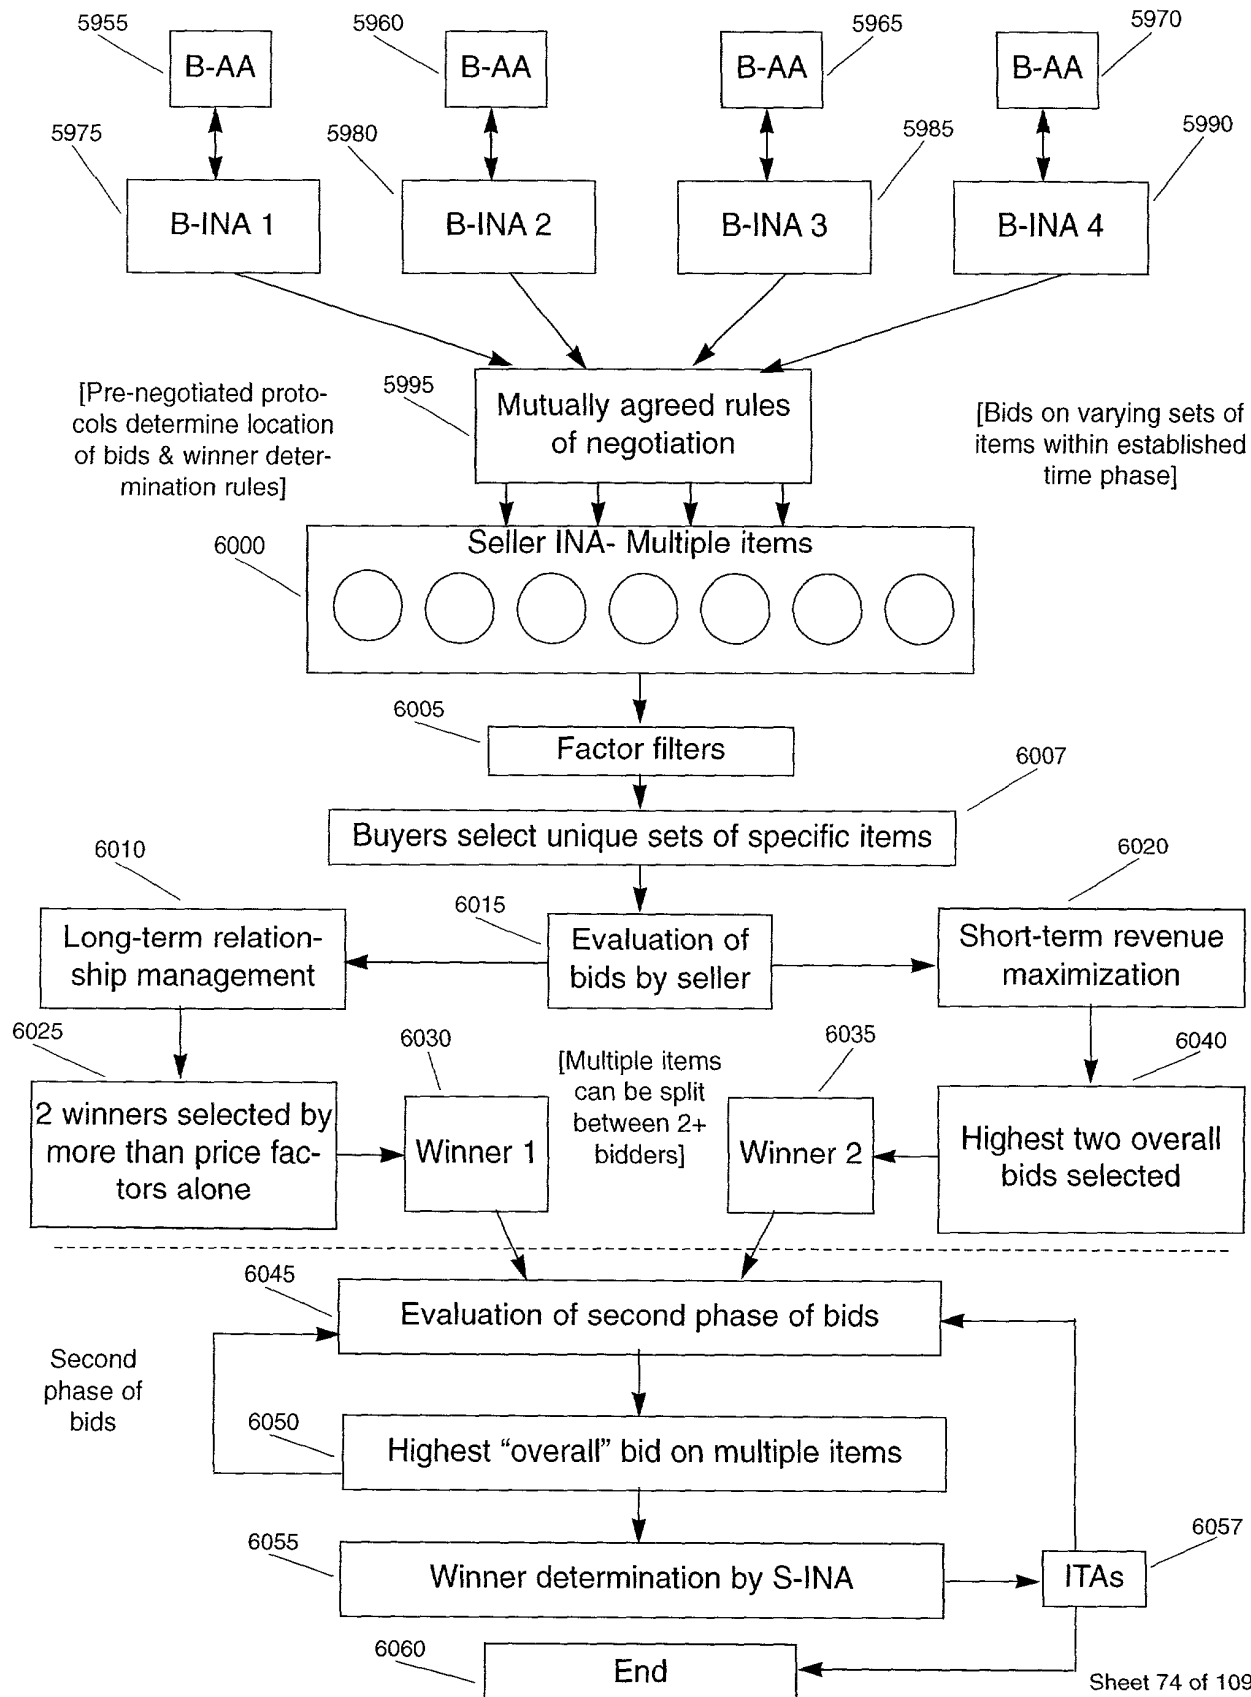 5955
5960
5965
5970
B-AA
B-AA
B-AA
B-AA
5975
5980
5985
5990
B-INA 1
B-INA 2
B-INA 3
B-INA 4
[Pre-negotiated proto-
cols determine location
of bids & winner deter-
mination rules]
5995
Mutually agreed rules
of negotiation
[Bids on varying sets of
items within established
time phase]
6000
Seller INA- Multiple items
6005
Factor filters
6007
Buyers select unique sets of specific items
6010
Long-term relation-
ship management
6015
Evaluation of
bids by seller
6020
Short-term revenue
maximization
6025
2 winners selected by
more than price fac-
tors alone
6030
Winner 1
[Multiple items
can be split
between 2+
bidders]
6035
Winner 2
6040
Highest two overall
bids selected
6045
Evaluation of second phase of bids
Second
phase of
bids
6050
Highest “overall” bid on multiple items
6055
Winner determination by S-INA
6057
ITAs
6060
End
Sheet 74 of 109